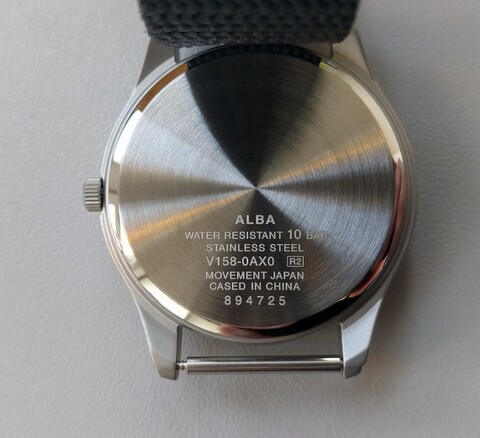 ALBA
WATER RESISTANT 10 BAR
STAINLESS STEEL
V158-0AX0 R2
MOVEMENT JAPAN
CASED IN CHINA
894725